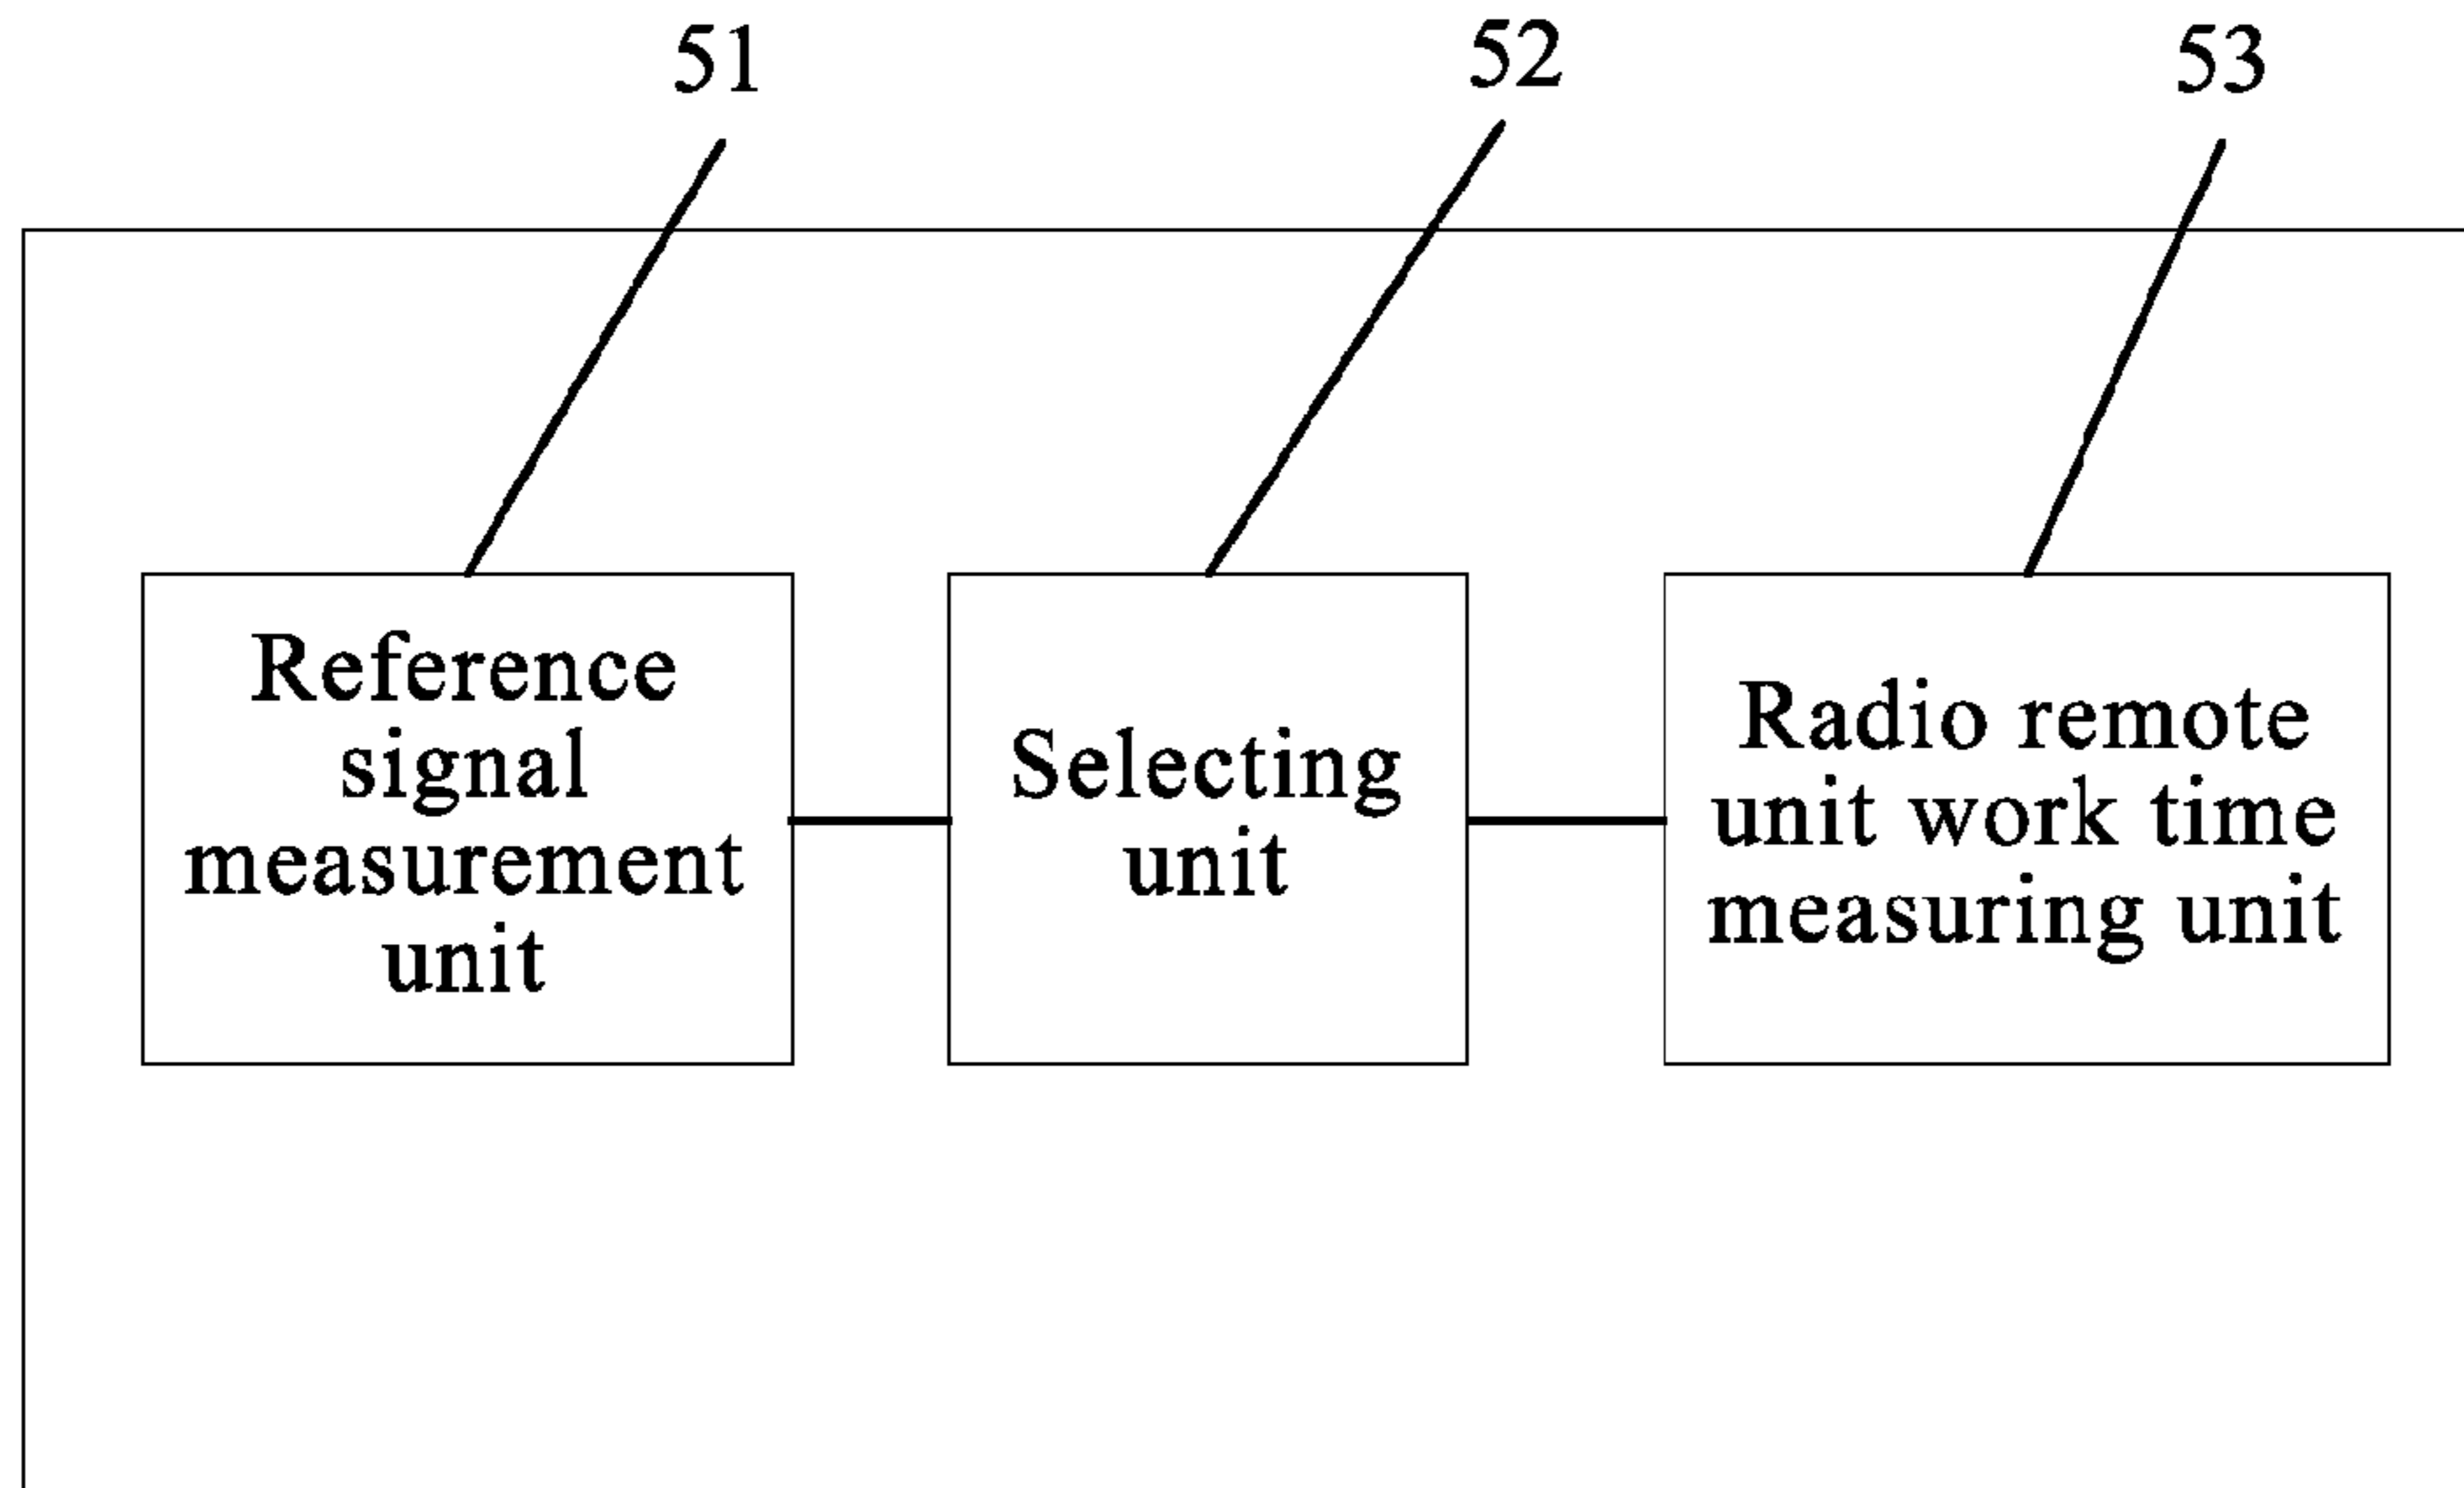 51
52
53
Reference
signal
measurement
unit
Selecting
unit
Radio remote
unit work time
measuring unit